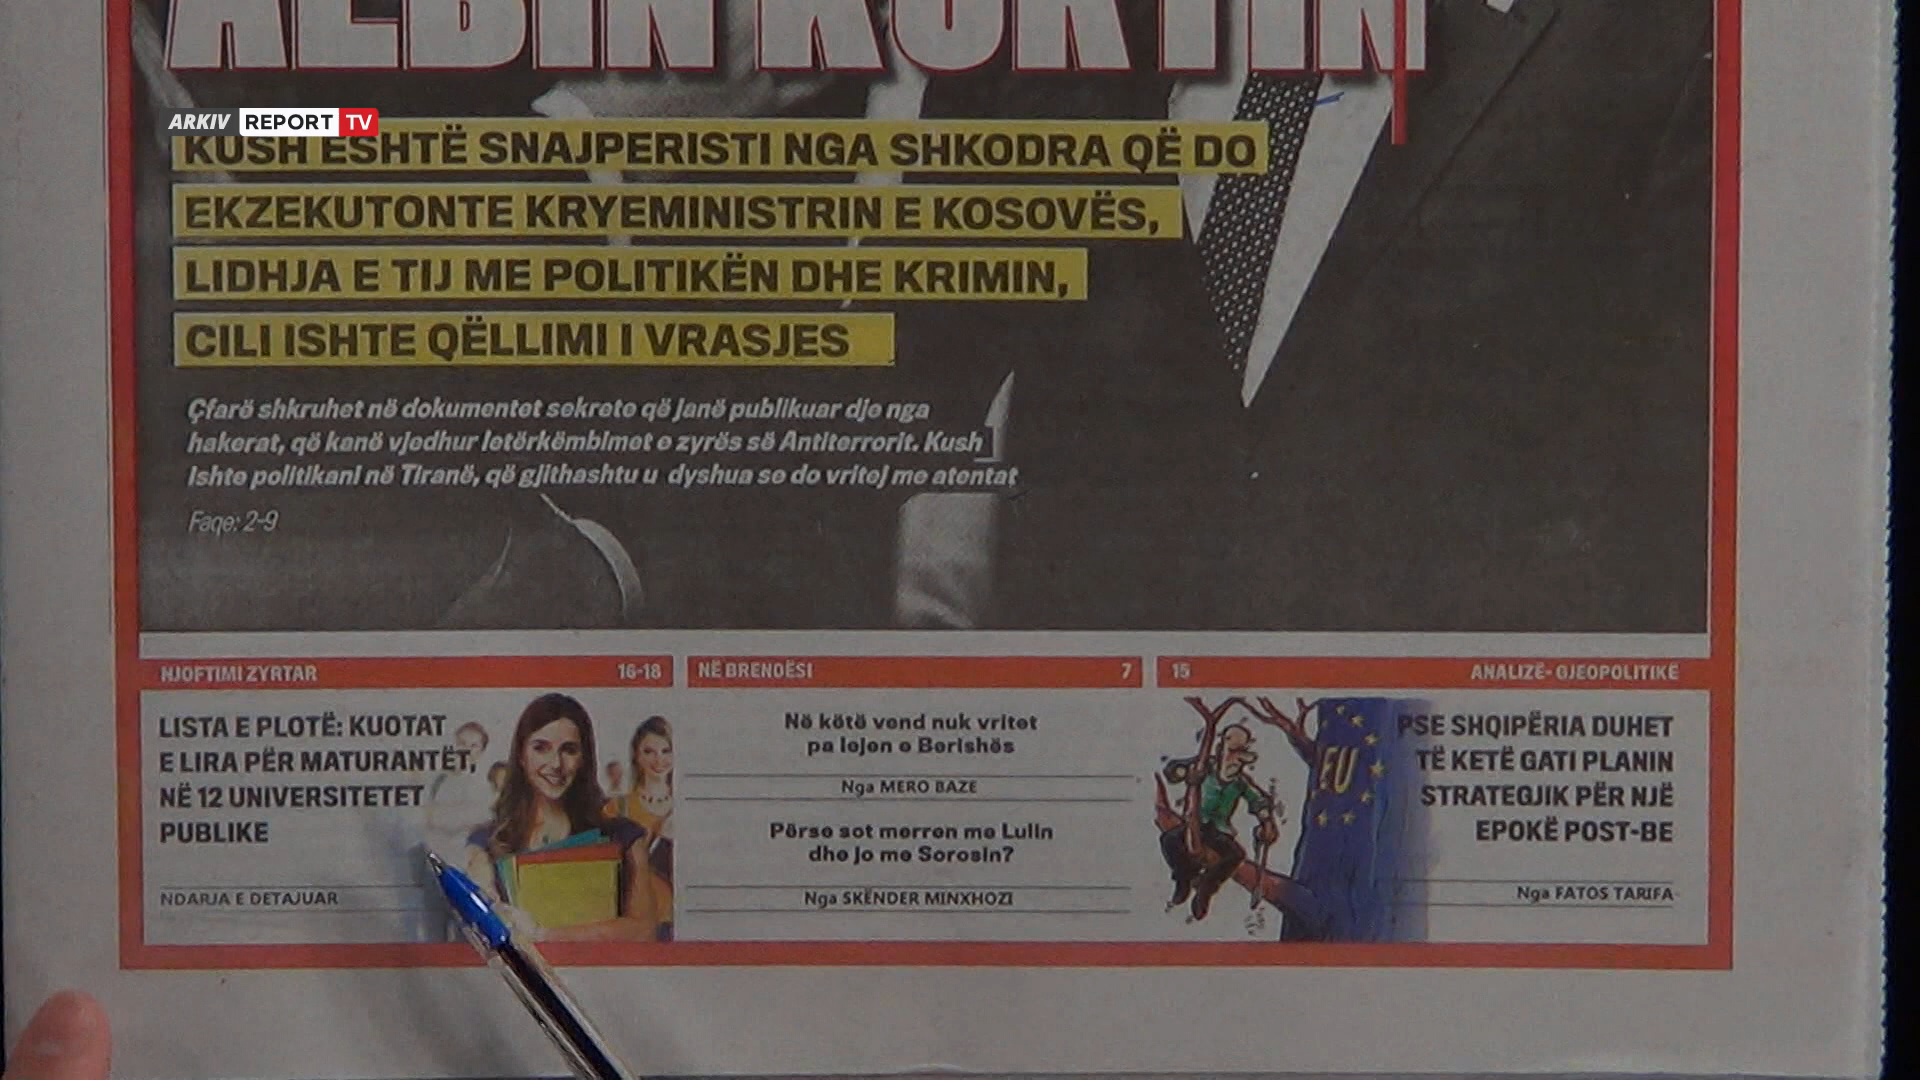 ALBIN KURTIN
ARKIV REPORT TV
KUSH ËSHTË SNAJPERISTI NGA SHKODRA QË DO
EKZEKUTONTE KRYEMINISTRIN E KOSOVËS,
LIDHJA E TIJ ME POLITIKËN DHE KRIMIN,
CILI ISHTE QËLLIMI I VRASJES
Çfarë shkruhet në dokumentet sekrete që janë publikuar dje nga
hakerat, që kanë vjedhur letërkëmbimet e zyrës së Antiterrorit. Kush
ishte politikani në Tiranë, që gjithashtu u dyshua se do vritej me atentat
Faqe: 2-9
NJOFTIMI ZYRTAR 16-18
LISTA E PLOTË: KUOTAT
E LIRA PËR MATURANTËT,
NË 12 UNIVERSITETET
PUBLIKE
NDARJA E DETAJUAR
NË BRENDËSI 7
Në këtë vend nuk vritet
pa lejen e Berishës
Nga MERO BAZE
Përse sot merren me Lulin
dhe jo me Sorosin?
Nga SKËNDER MINXHOZI
15 ANALIZË- GJEOPOLITIKË
EU
PSE SHQIPËRIA DUHET
TË KETË GATI PLANIN
STRATEGJIK PËR NJË
EPOKË POST-BE
Nga FATOS TARIFA